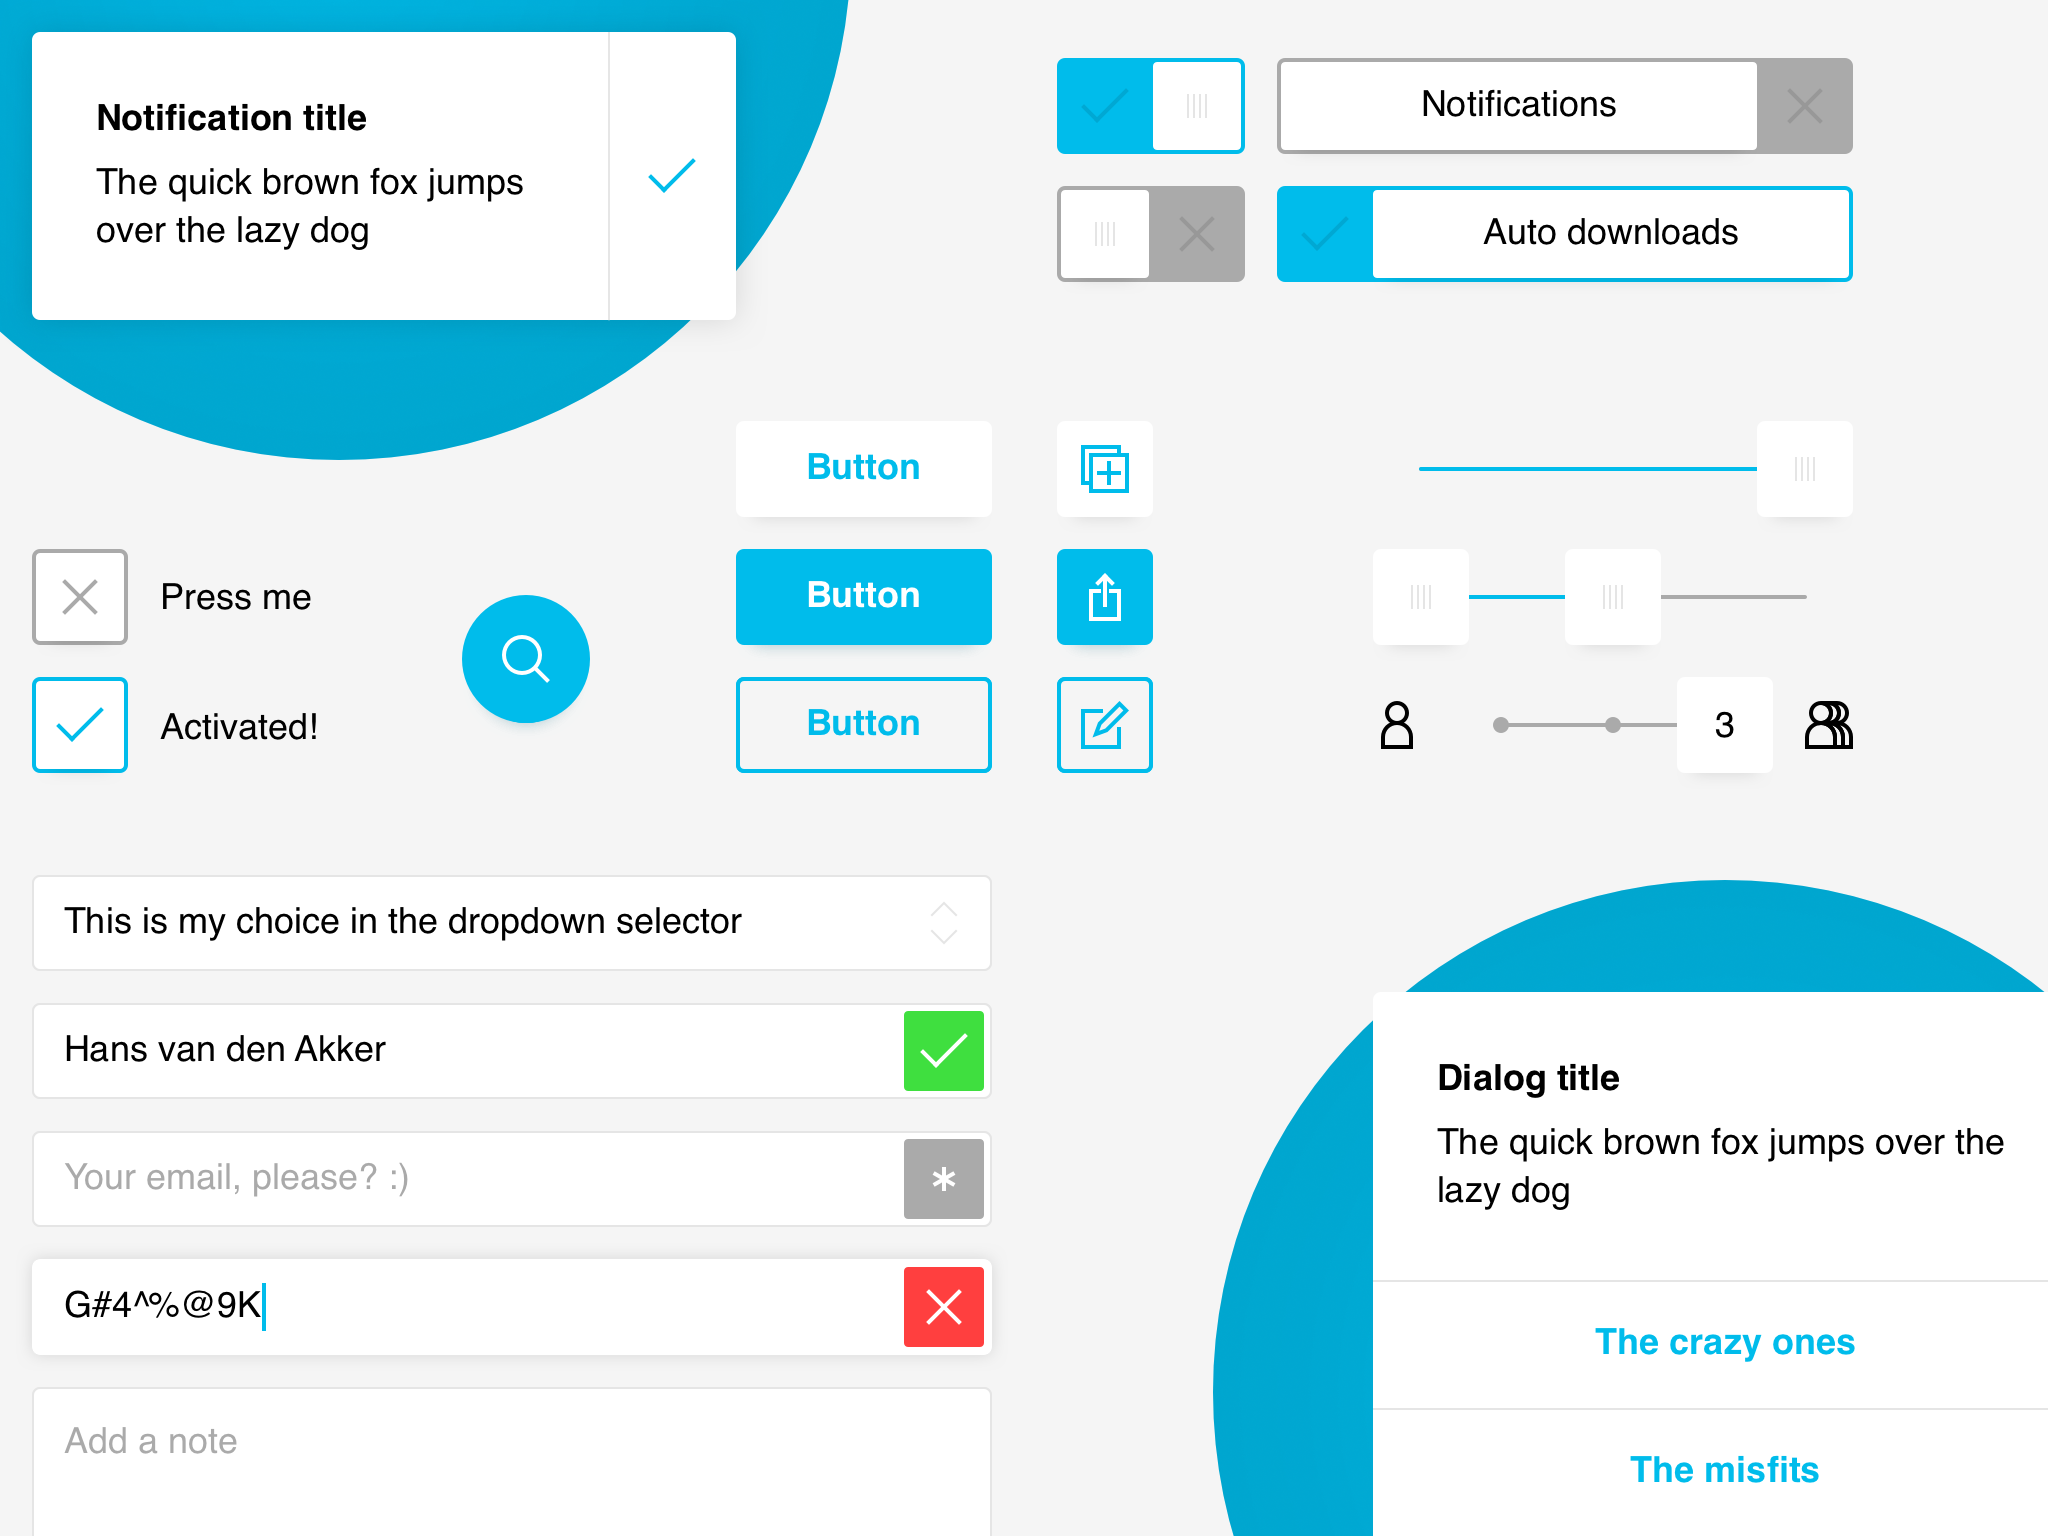 Notification title
The quick brown fox jumps
over the lazy dog
Notifications
Auto downloads
Button
Press me
Button
Activated!
Button
3
This is my choice in the dropdown selector
Hans van den Akker
Your email, please? :)
*
G#4^%@9K
Add a note
Dialog title
The quick brown fox jumps over the
lazy dog
The crazy ones
The misfits